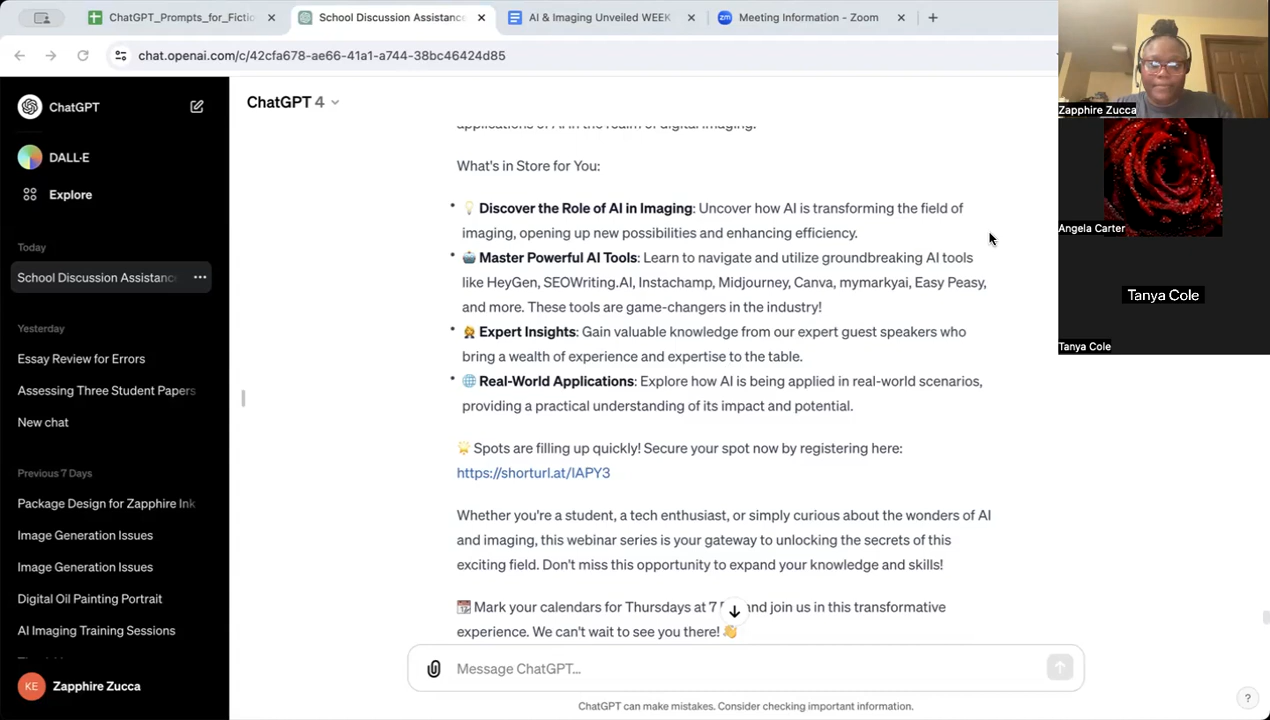 ChatGPT_Prompts_for_Fictio
School Discussion Assistance
AI & Imaging Unveiled WEEK
zm Meeting Information - Zoom
chat.openai.com/c/42cfa678-ae66-41a1-a744-38bc46424d85
ChatGPT
DALL·E
Explore
Today
School Discussion Assistance
Yesterday
Essay Review for Errors
Assessing Three Student Papers
New chat
Previous 7 Days
Package Design for Zapphire Ink
Image Generation Issues
Image Generation Issues
Digital Oil Painting Portrait
AI Imaging Training Sessions
KE Zapphire Zucca
ChatGPT 4
applications of AI in the realm of digital imaging.
What's in Store for You:
• 💡 Discover the Role of AI in Imaging: Uncover how AI is transforming the field of
imaging, opening up new possibilities and enhancing efficiency.
• 🤖 Master Powerful AI Tools: Learn to navigate and utilize groundbreaking AI tools
like HeyGen, SEOWriting.AI, Instachamp, Midjourney, Canva, mymarkyai, Easy Peasy,
and more. These tools are game-changers in the industry!
• Expert Insights: Gain valuable knowledge from our expert guest speakers who
bring a wealth of experience and expertise to the table.
• 🌐 Real-World Applications: Explore how AI is being applied in real-world scenarios,
providing a practical understanding of its impact and potential.
🌟 Spots are filling up quickly! Secure your spot now by registering here:
https://shorturl.at/IAPY3
Whether you're a student, a tech enthusiast, or simply curious about the wonders of AI
and imaging, this webinar series is your gateway to unlocking the secrets of this
exciting field. Don't miss this opportunity to expand your knowledge and skills!
📆 Mark your calendars for Thursdays at 7 and join us in this transformative
experience. We can't wait to see you there! 👋
Message ChatGPT...
ChatGPT can make mistakes. Consider checking important information.
?
Zapphire Zucca
Angela Carter
Tanya Cole
Tanya Cole